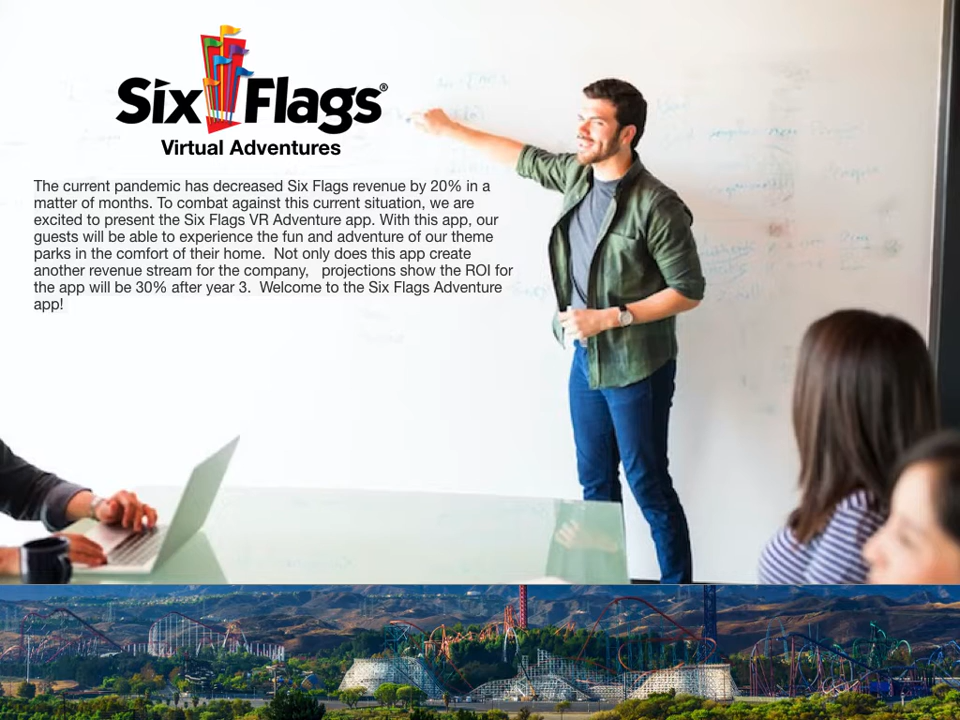 Six Flags®
Virtual Adventures
The current pandemic has decreased Six Flags revenue by 20% in a
matter of months. To combat against this current situation, we are
excited to present the Six Flags VR Adventure app. With this app, our
guests will be able to experience the fun and adventure of our theme
parks in the comfort of their home.  Not only does this app create
another revenue stream for the company,   projections show the ROI for
the app will be 30% after year 3.  Welcome to the Six Flags Adventure
app!